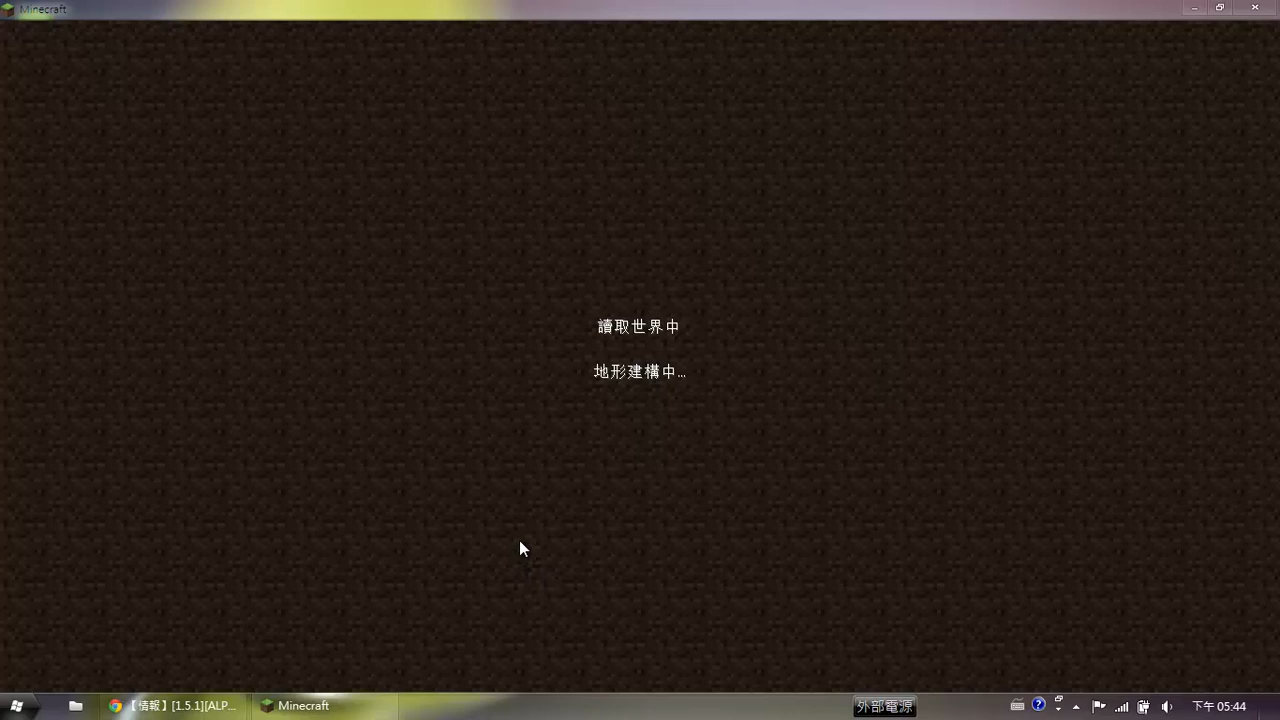 Minecraft
讀取世界中
地形建構中...
【情報】[1.5.1][ALP...
Minecraft
外部電源
下午 05:44